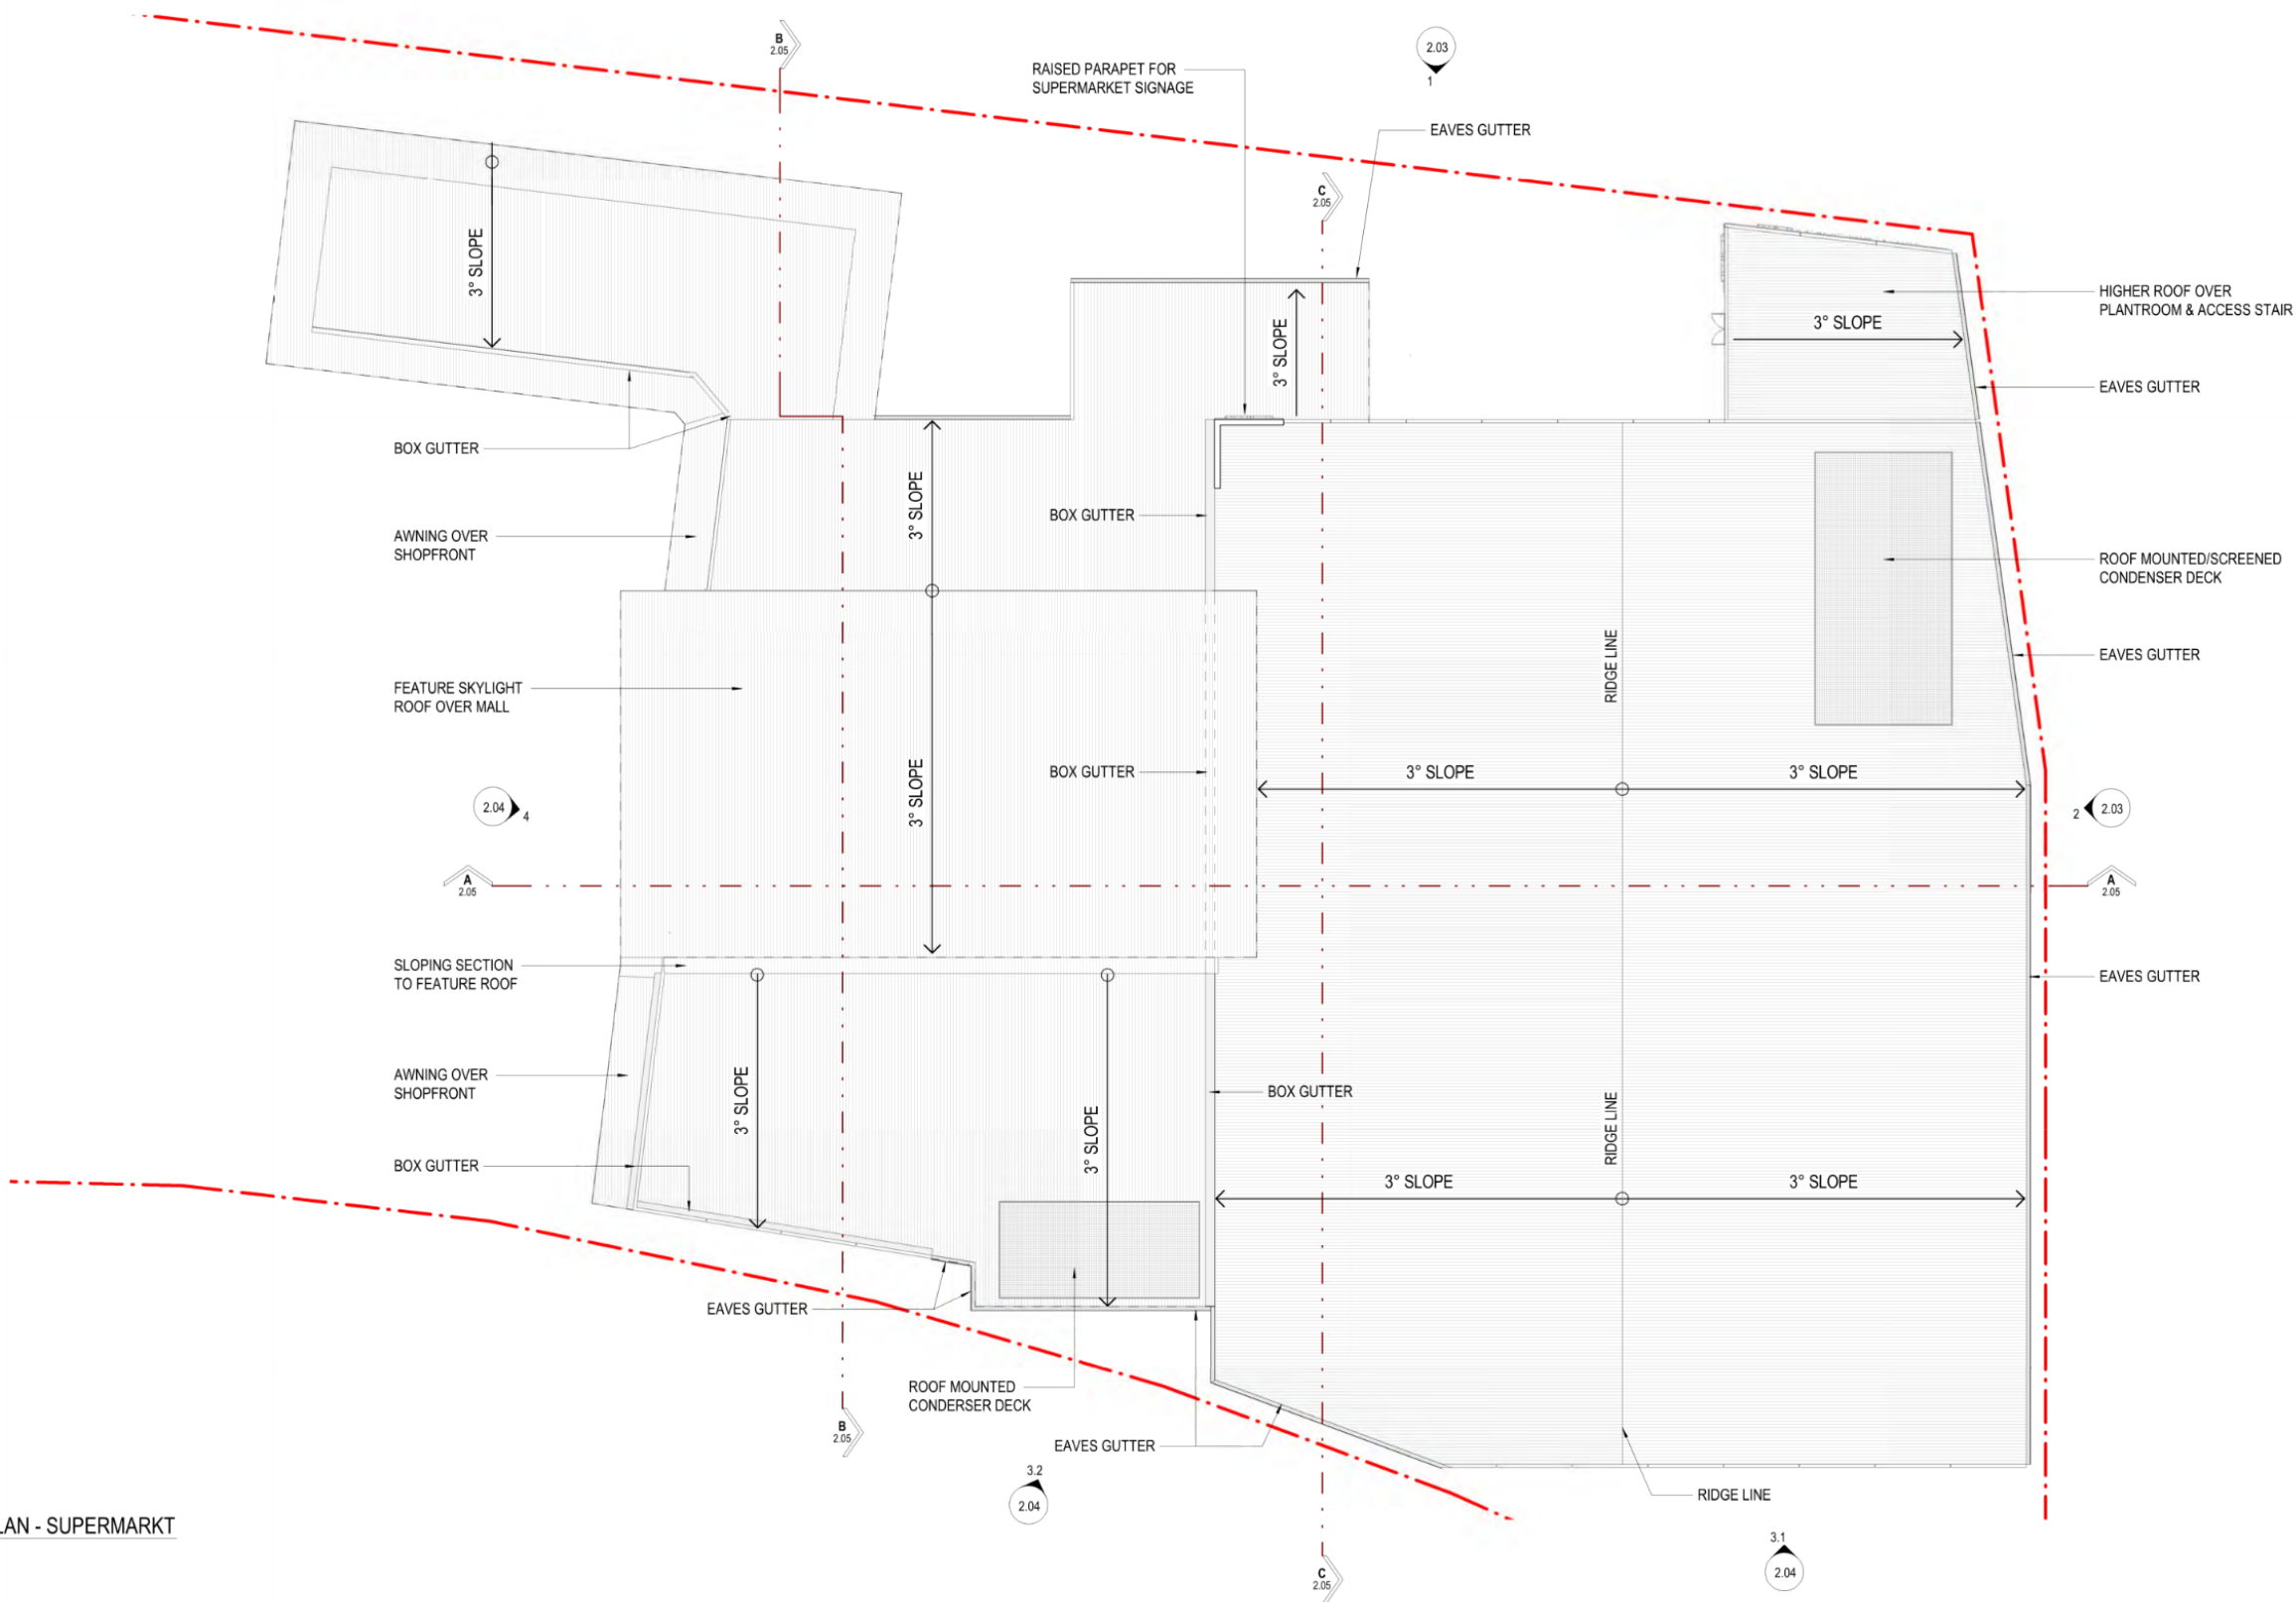 B
2.05
2.03
1
RAISED PARAPET FOR
SUPERMARKET SIGNAGE
EAVES GUTTER
C
2.05
3° SLOPE
3° SLOPE
HIGHER ROOF OVER
PLANTROOM & ACCESS STAIR
3° SLOPE
EAVES GUTTER
BOX GUTTER
3° SLOPE
BOX GUTTER
AWNING OVER
SHOPFRONT
ROOF MOUNTED/SCREENED
CONDENSER DECK
RIDGE LINE
EAVES GUTTER
FEATURE SKYLIGHT
ROOF OVER MALL
3° SLOPE
BOX GUTTER
3° SLOPE
3° SLOPE
2.04
4
2
2.03
A
2.05
A
2.05
SLOPING SECTION
TO FEATURE ROOF
EAVES GUTTER
AWNING OVER
SHOPFRONT
3° SLOPE
3° SLOPE
BOX GUTTER
RIDGE LINE
BOX GUTTER
3° SLOPE
3° SLOPE
EAVES GUTTER
ROOF MOUNTED
CONDERSER DECK
B
2.05
EAVES GUTTER
3.2
2.04
RIDGE LINE
LAN - SUPERMARKT
3.1
2.04
C
2.05